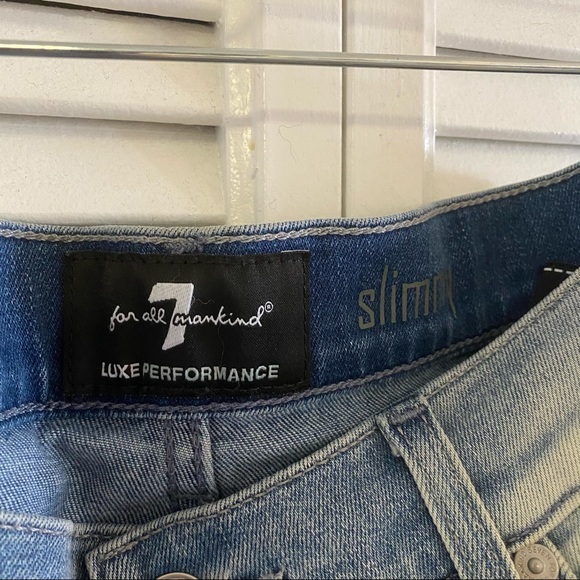 7
for all mankind®
LUXE PERFORMANCE
slimm